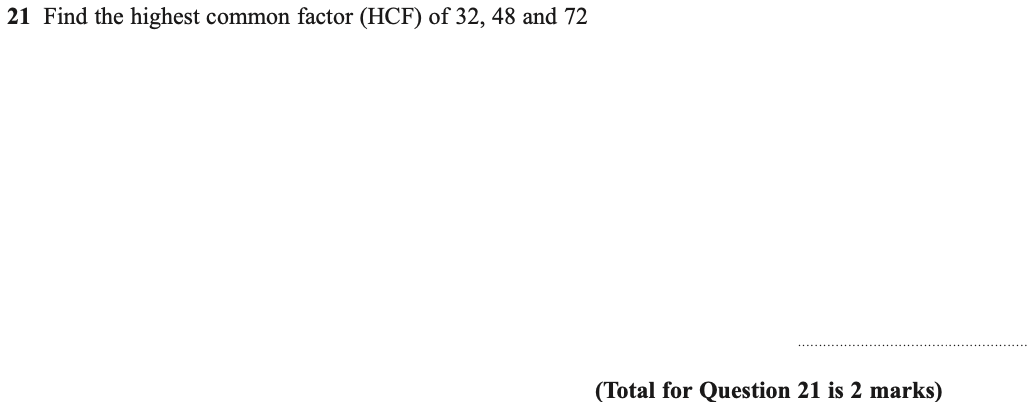 21 Find the highest common factor (HCF) of 32, 48 and 72
(Total for Question 21 is 2 marks)